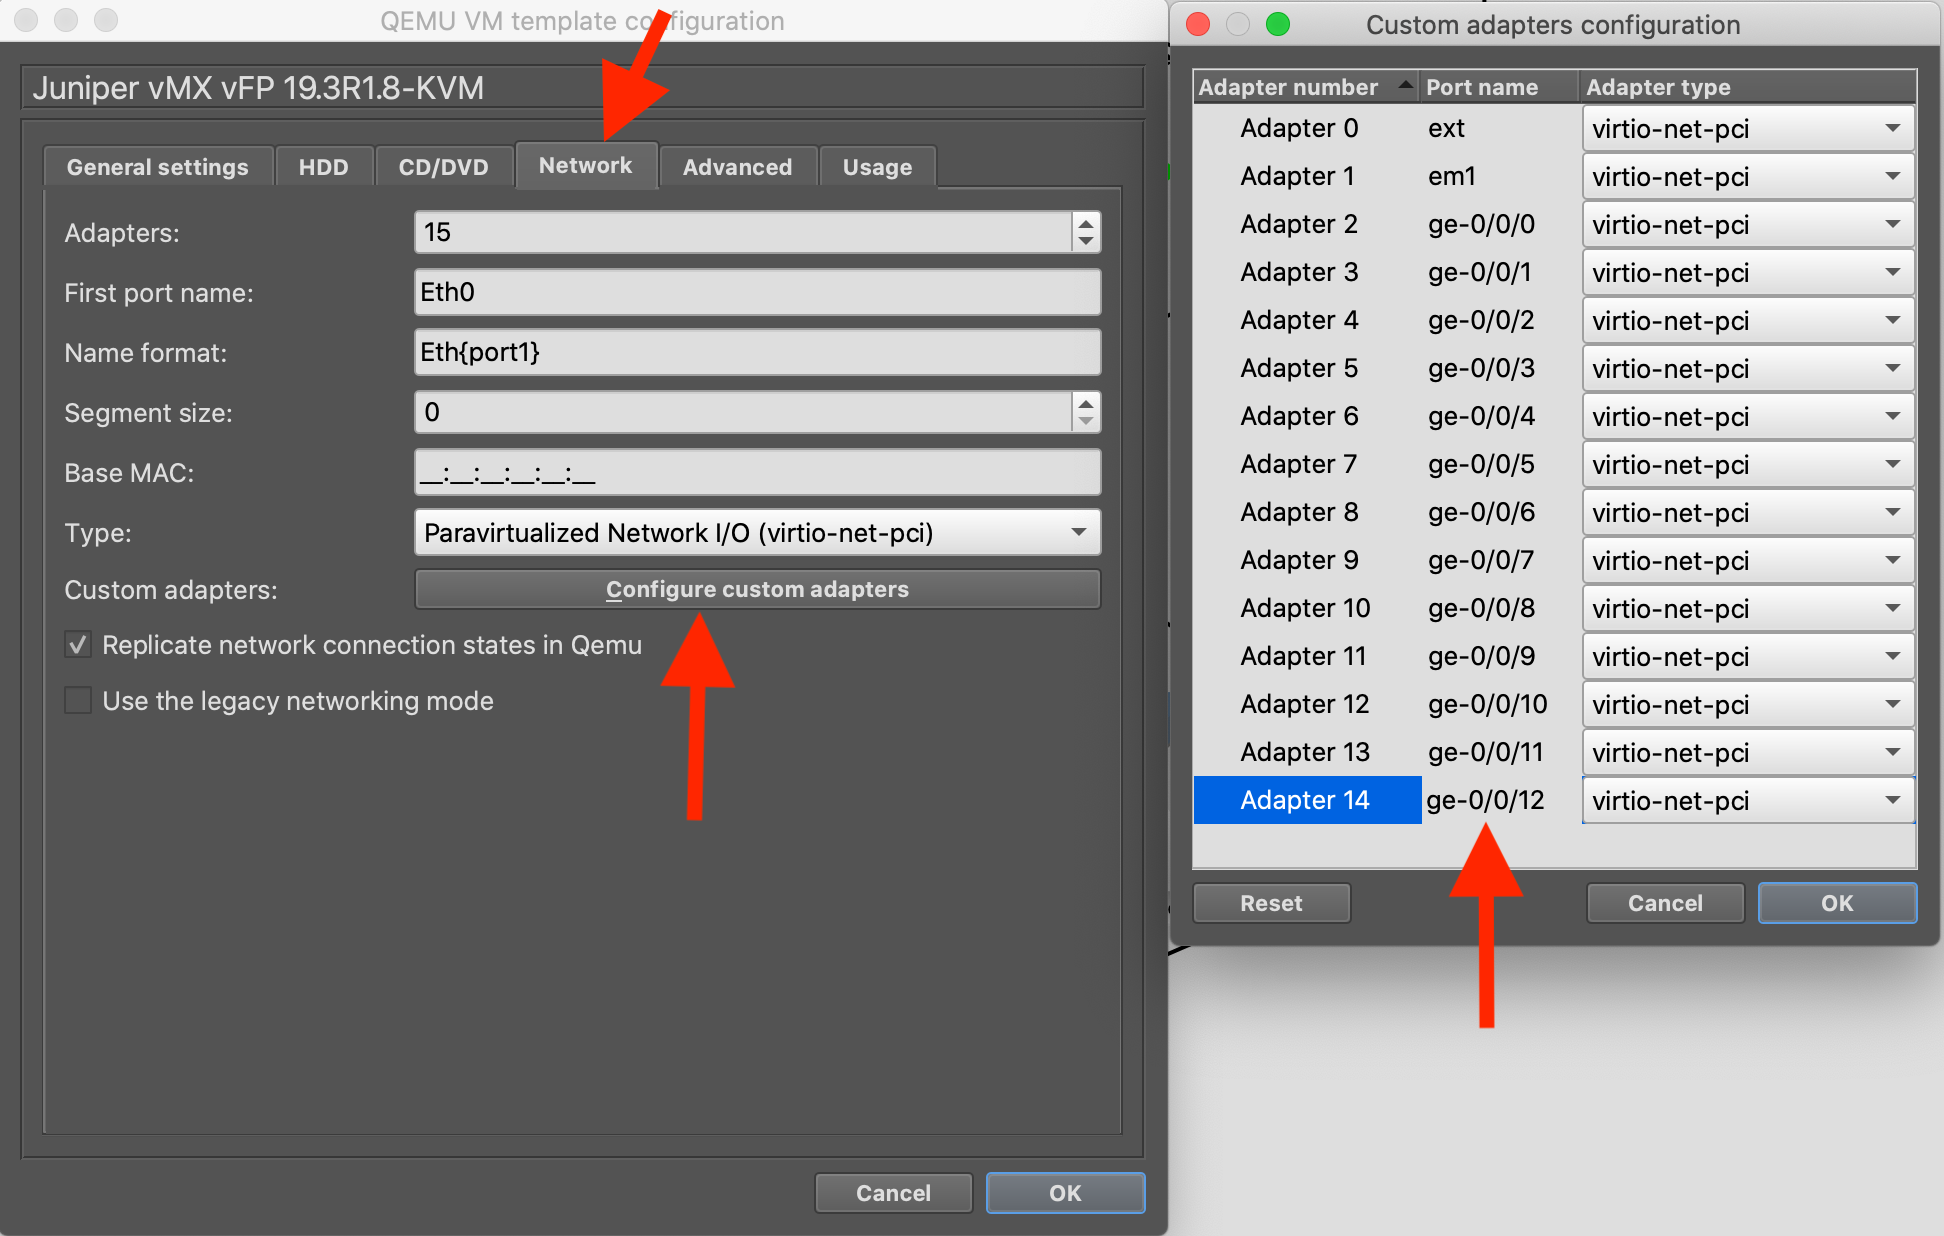 QEMU VM template configuration
Juniper vMX vFP 19.3R1.8-KVM
General settings HDD CD/DVD Network Advanced Usage
Adapters: 15
First port name: Eth0
Name format: Eth{port1}
Segment size: 0
Base MAC: __:__:__:__:__:__
Type: Paravirtualized Network I/O (virtio-net-pci)
Custom adapters: Configure custom adapters
Replicate network connection states in Qemu
Use the legacy networking mode
Cancel OK
Custom adapters configuration
Adapter number Port name Adapter type
Adapter 0 ext virtio-net-pci
Adapter 1 em1 virtio-net-pci
Adapter 2 ge-0/0/0 virtio-net-pci
Adapter 3 ge-0/0/1 virtio-net-pci
Adapter 4 ge-0/0/2 virtio-net-pci
Adapter 5 ge-0/0/3 virtio-net-pci
Adapter 6 ge-0/0/4 virtio-net-pci
Adapter 7 ge-0/0/5 virtio-net-pci
Adapter 8 ge-0/0/6 virtio-net-pci
Adapter 9 ge-0/0/7 virtio-net-pci
Adapter 10 ge-0/0/8 virtio-net-pci
Adapter 11 ge-0/0/9 virtio-net-pci
Adapter 12 ge-0/0/10 virtio-net-pci
Adapter 13 ge-0/0/11 virtio-net-pci
Adapter 14 ge-0/0/12 virtio-net-pci
Reset Cancel OK